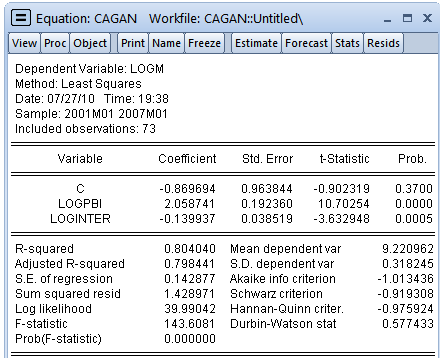 Equation: CAGAN Workfile: CAGAN::Untitled\
View Proc Object Print Name Freeze Estimate Forecast Stats Resids
Dependent Variable: LOGM
Method: Least Squares
Date: 07/27/10 Time: 19:38
Sample: 2001M01 2007M01
Included observations: 73
Variable Coefficient Std. Error t-Statistic Prob.
C -0.869694 0.963844 -0.902319 0.3700
LOGPBI 2.058741 0.192360 10.70254 0.0000
LOGINTER -0.139937 0.038519 -3.632948 0.0005
R-squared 0.804040 Mean dependent var 9.220962
Adjusted R-squared 0.798441 S.D. dependent var 0.318245
S.E. of regression 0.142877 Akaike info criterion -1.013436
Sum squared resid 1.428971 Schwarz criterion -0.919308
Log likelihood 39.99042 Hannan-Quinn criter. -0.975924
F-statistic 143.6081 Durbin-Watson stat 0.577433
Prob(F-statistic) 0.000000